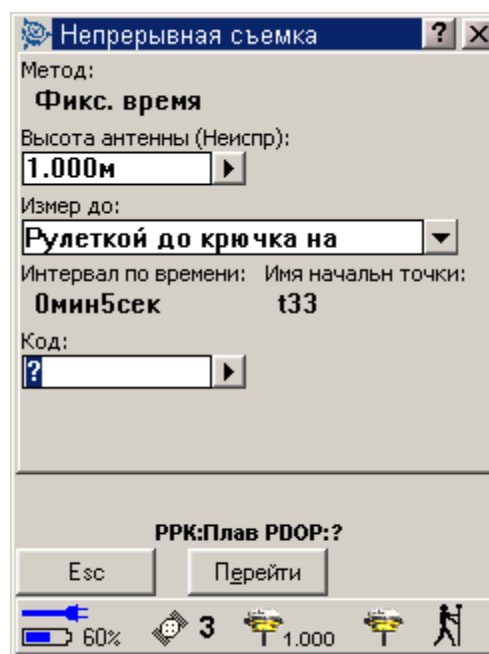 Непрерывная съемка ? X
Метод:
Фикс. время
Высота антенны (Неиспр):
1.000м
Измер до:
Рулеткой до крючка на
Интервал по времени: Имя начальн точки:
0мин5сек t33
Код:
?
PPK:Плав PDOP:?
Esc Перейти
60% 3 1.000